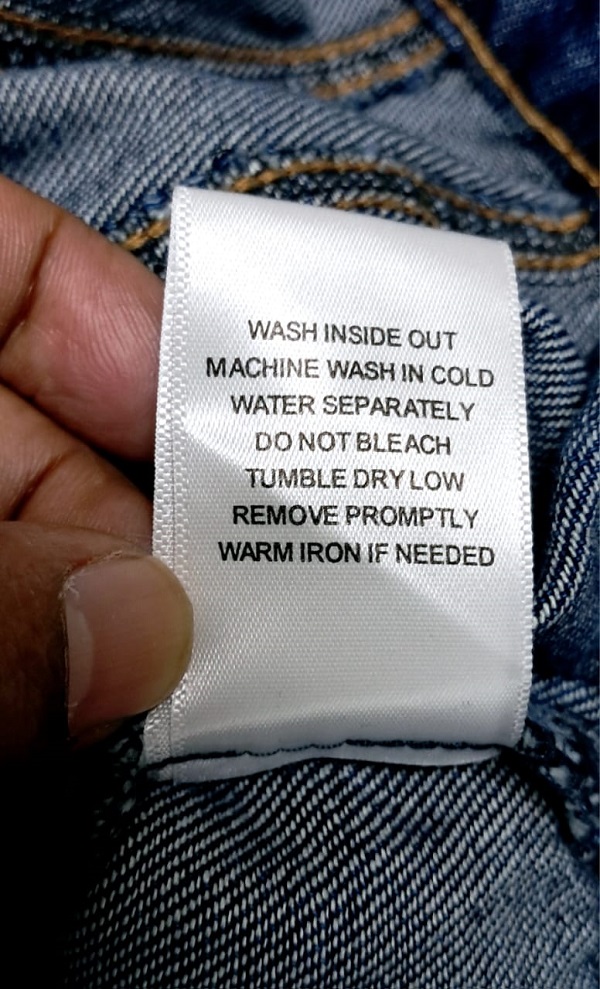 WASH INSIDE OUT
MACHINE WASH IN COLD
WATER SEPARATELY
DO NOT BLEACH
TUMBLE DRY LOW
REMOVE PROMPTLY
WARM IRON IF NEEDED